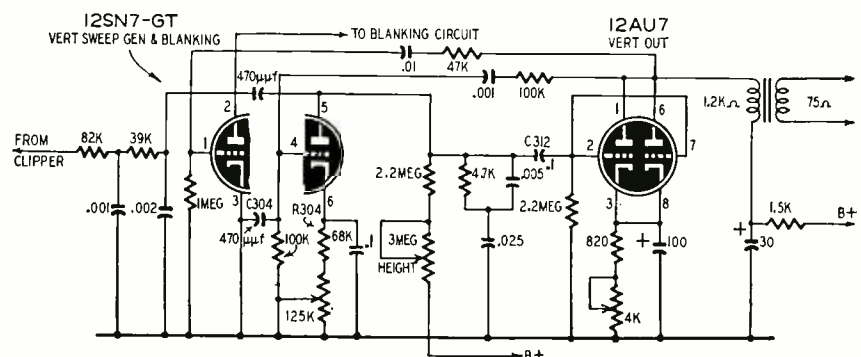 12SN7-GT
VERT SWEEP GEN & BLANKING
TO BLANKING CIRCUIT
12AU7
VERT OUT
.01
47K
470μμf
.001
100K
2
5
1
6
1.2KΩ
75Ω
FROM
CLIPPER
82K
39K
1
4
C312
2
7
.001
.002
1MEG
3
C304
470μμf
100K
6
R304
68K
.1
125K
2.2MEG
3MEG
HEIGHT
4.7K
.005
.1
.025
2.2MEG
3
8
820
+
100
4K
+
30
1.5K
B+
B+